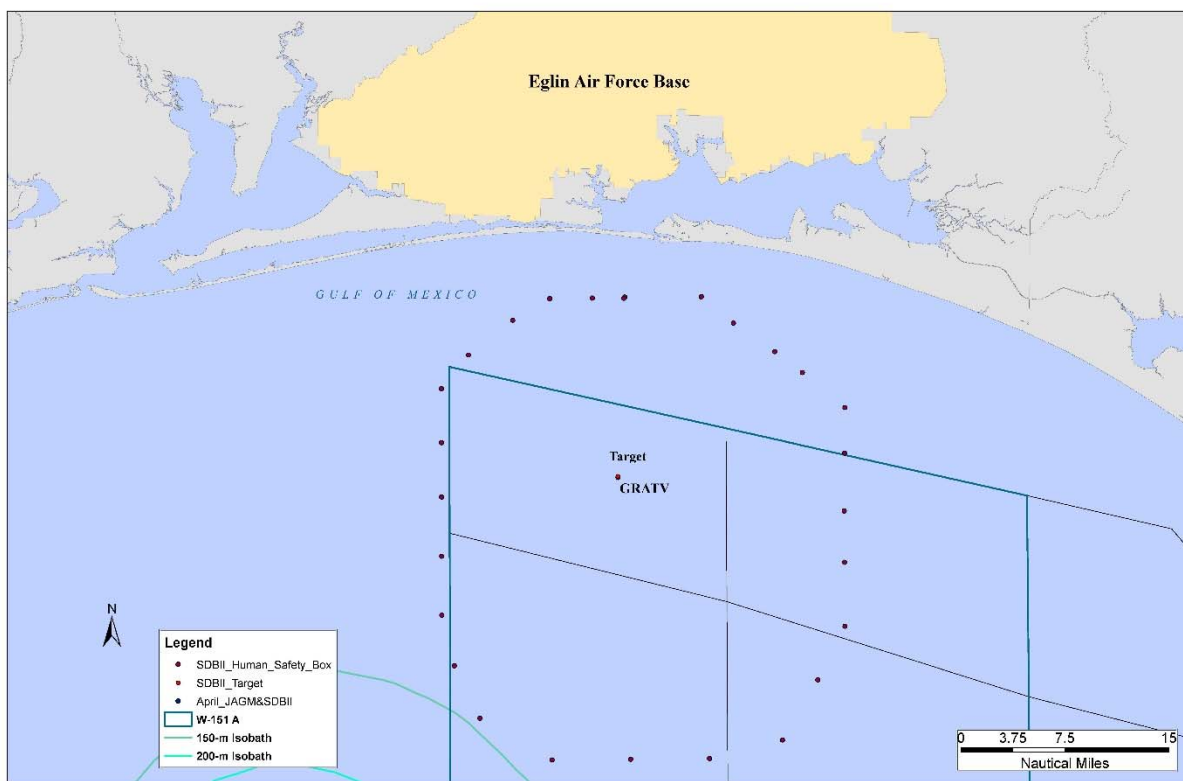 Eglin Air Force Base
GULF OF MEXICO
Target
GRATV
N
Legend
SDBII_Human_Safety_Box
SDBII_Target
April_JAGM&SDBII
W-151 A
150-m Isobath
200-m Isobath
0 3.75 7.5 15
Nautical Miles